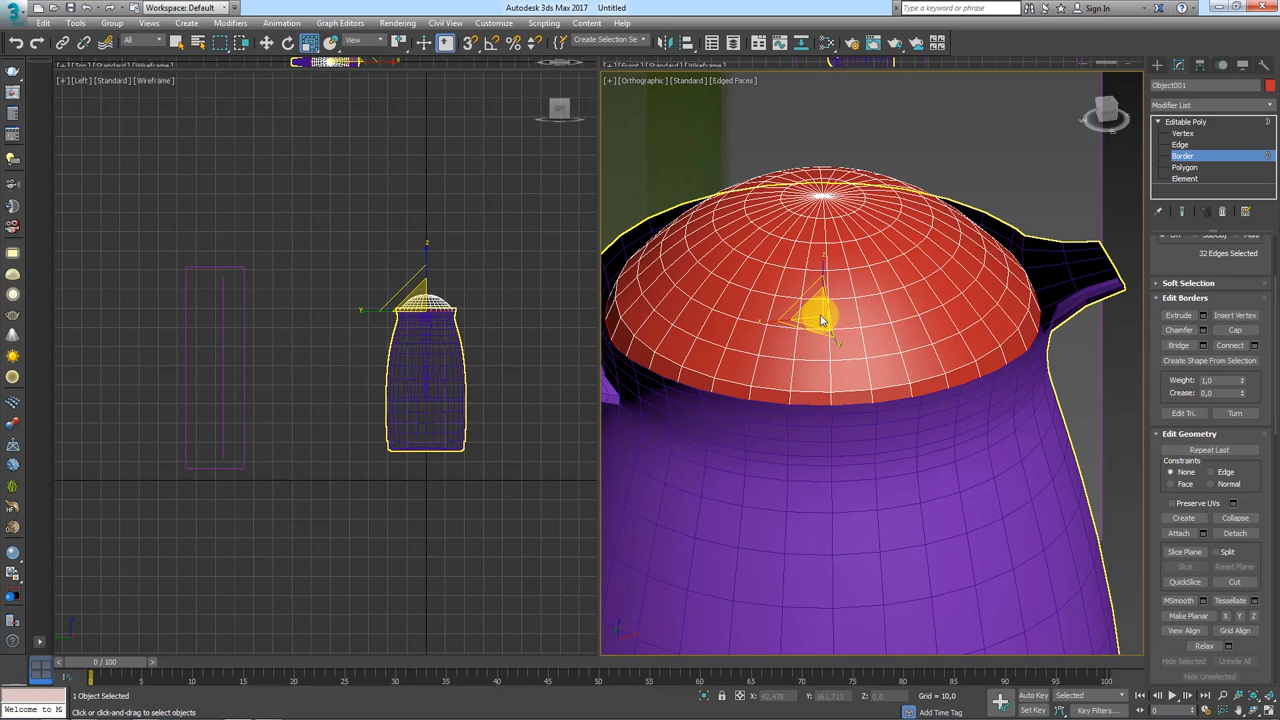 Workspace: Default
Autodesk 3ds Max 2017    Untitled
Type a keyword or phrase
Sign In
Edit Tools Group Views Create Modifiers Animation Graph Editors Rendering Civil View Customize Scripting Content Help
All
View
Create Selection Se
[+] [Left] [Standard] [Wireframe]
[+] [Orthographic] [Standard] [Edged Faces]
Object001
Modifier List
Editable Poly
Vertex
Edge
Border
Polygon
Element
32 Edges Selected
Soft Selection
Edit Borders
Extrude Insert Vertex
Chamfer Cap
Bridge Connect
Create Shape From Selection
Weight: 1,0
Crease: 0,0
Edit Tri. Turn
Edit Geometry
Repeat Last
Constraints
None Edge
Face Normal
Preserve UVs
Create Collapse
Attach Detach
Slice Plane Split
Slice Reset Plane
QuickSlice Cut
MSmooth Tessellate
Make Planar X Y Z
View Align Grid Align
Relax
Hide Selected Unhide All
Hide Unselected
0 / 100
0 5 10 15 20 25 30 35 40 45 50 55 60 65 70 75 80 85 90 95 100
1 Object Selected
X: 42,478 Y: 161,713 Z: 0,0 Grid = 10,0
Auto Key Selected
Welcome to M
Click or click-and-drag to select objects
Add Time Tag
Set Key Key Filters...
0